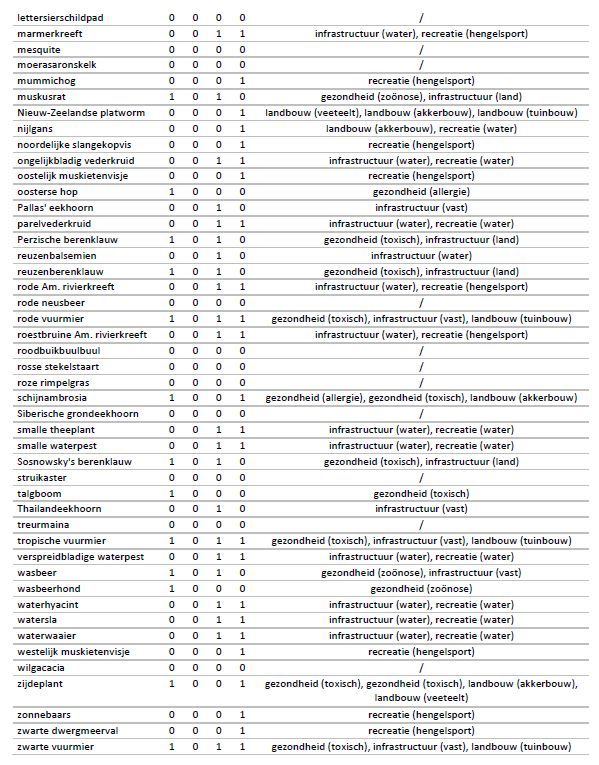 lettersierschildpad 0 0 0 0 /
marmerkreeft 0 0 1 1 infrastructuur (water), recreatie (hengelsport)
mesquite 0 0 0 0 /
moerasaronskelk 0 0 0 0 /
mummichog 0 0 0 1 recreatie (hengelsport)
muskusrat 1 0 1 0 gezondheid (zoönose), infrastructuur (land)
Nieuw-Zeelandse platworm 0 0 0 1 landbouw (veeteelt), landbouw (akkerbouw), landbouw (tuinbouw)
nijlgans 0 0 0 1 landbouw (akkerbouw), recreatie (water)
noordelijke slangekopvis 0 0 0 1 recreatie (hengelsport)
ongelijkbladig vederkruid 0 0 1 1 infrastructuur (water), recreatie (water)
oostelijk muskietenvisje 0 0 0 1 recreatie (hengelsport)
oosterse hop 1 0 0 0 gezondheid (allergie)
Pallas' eekhoorn 0 0 1 0 infrastructuur (vast)
parelvederkruid 0 0 1 1 infrastructuur (water), recreatie (water)
Perzische berenklauw 1 0 1 0 gezondheid (toxisch), infrastructuur (land)
reuzenbalsemien 0 0 1 0 infrastructuur (water)
reuzenberenklauw 1 0 1 0 gezondheid (toxisch), infrastructuur (land)
rode Am. rivierkreeft 0 0 1 1 infrastructuur (water), recreatie (hengelsport)
rode neusbeer 0 0 0 0 /
rode vuurmier 1 0 1 1 gezondheid (toxisch), infrastructuur (vast), landbouw (tuinbouw)
roestbruine Am. rivierkreeft 0 0 1 1 infrastructuur (water), recreatie (hengelsport)
roodbuikbuulbuul 0 0 0 0 /
rosse stekelstaart 0 0 0 0 /
roze rimpelgras 0 0 0 0 /
schijnambrosia 1 0 0 1 gezondheid (allergie), gezondheid (toxisch), landbouw (akkerbouw)
Siberische grondeekhoorn 0 0 0 0 /
smalle theeplant 0 0 1 1 infrastructuur (water), recreatie (water)
smalle waterpest 0 0 1 1 infrastructuur (water), recreatie (water)
Sosnowsky's berenklauw 1 0 1 0 gezondheid (toxisch), infrastructuur (land)
struikaster 0 0 0 0 /
talgboom 1 0 0 0 gezondheid (toxisch)
Thailandeekhoorn 0 0 1 0 infrastructuur (vast)
treurmaina 0 0 0 0 /
tropische vuurmier 1 0 1 1 gezondheid (toxisch), infrastructuur (vast), landbouw (tuinbouw)
verspreidbladige waterpest 0 0 1 1 infrastructuur (water), recreatie (water)
wasbeer 1 0 1 0 gezondheid (zoönose), infrastructuur (vast)
wasbeerhond 1 0 0 0 gezondheid (zoönose)
waterhyacint 0 0 1 1 infrastructuur (water), recreatie (water)
watersla 0 0 1 1 infrastructuur (water), recreatie (water)
waterwaaier 0 0 1 1 infrastructuur (water), recreatie (water)
westelijk muskietenvisje 0 0 0 1 recreatie (hengelsport)
wilgacacia 0 0 0 0 /
zijdeplant 1 0 0 1 gezondheid (toxisch), gezondheid (toxisch), landbouw (akkerbouw),
landbouw (veeteelt)
zonnebaars 0 0 0 1 recreatie (hengelsport)
zwarte dwergmeerval 0 0 0 1 recreatie (hengelsport)
zwarte vuurmier 1 0 1 1 gezondheid (toxisch), infrastructuur (vast), landbouw (tuinbouw)